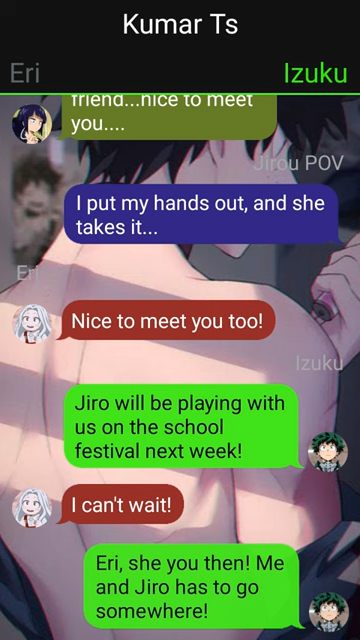 Kumar Ts
Eri Izuku
friend...nice to meet
you....
Jirou POV
I put my hands out, and she
takes it...
Eri
Nice to meet you too!
Izuku
Jiro will be playing with
us on the school
festival next week!
I can't wait!
Eri, she you then! Me
and Jiro has to go
somewhere!